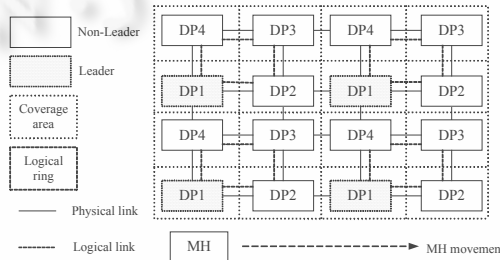 Non-Leader
Leader
Coverage
area
Logical
ring
Physical link
Logical link
DP4 DP3 DP4 DP3
DP1 DP2 DP1 DP2
DP4 DP3 DP4 DP3
DP1 DP2 DP1 DP2
MH
MH movement